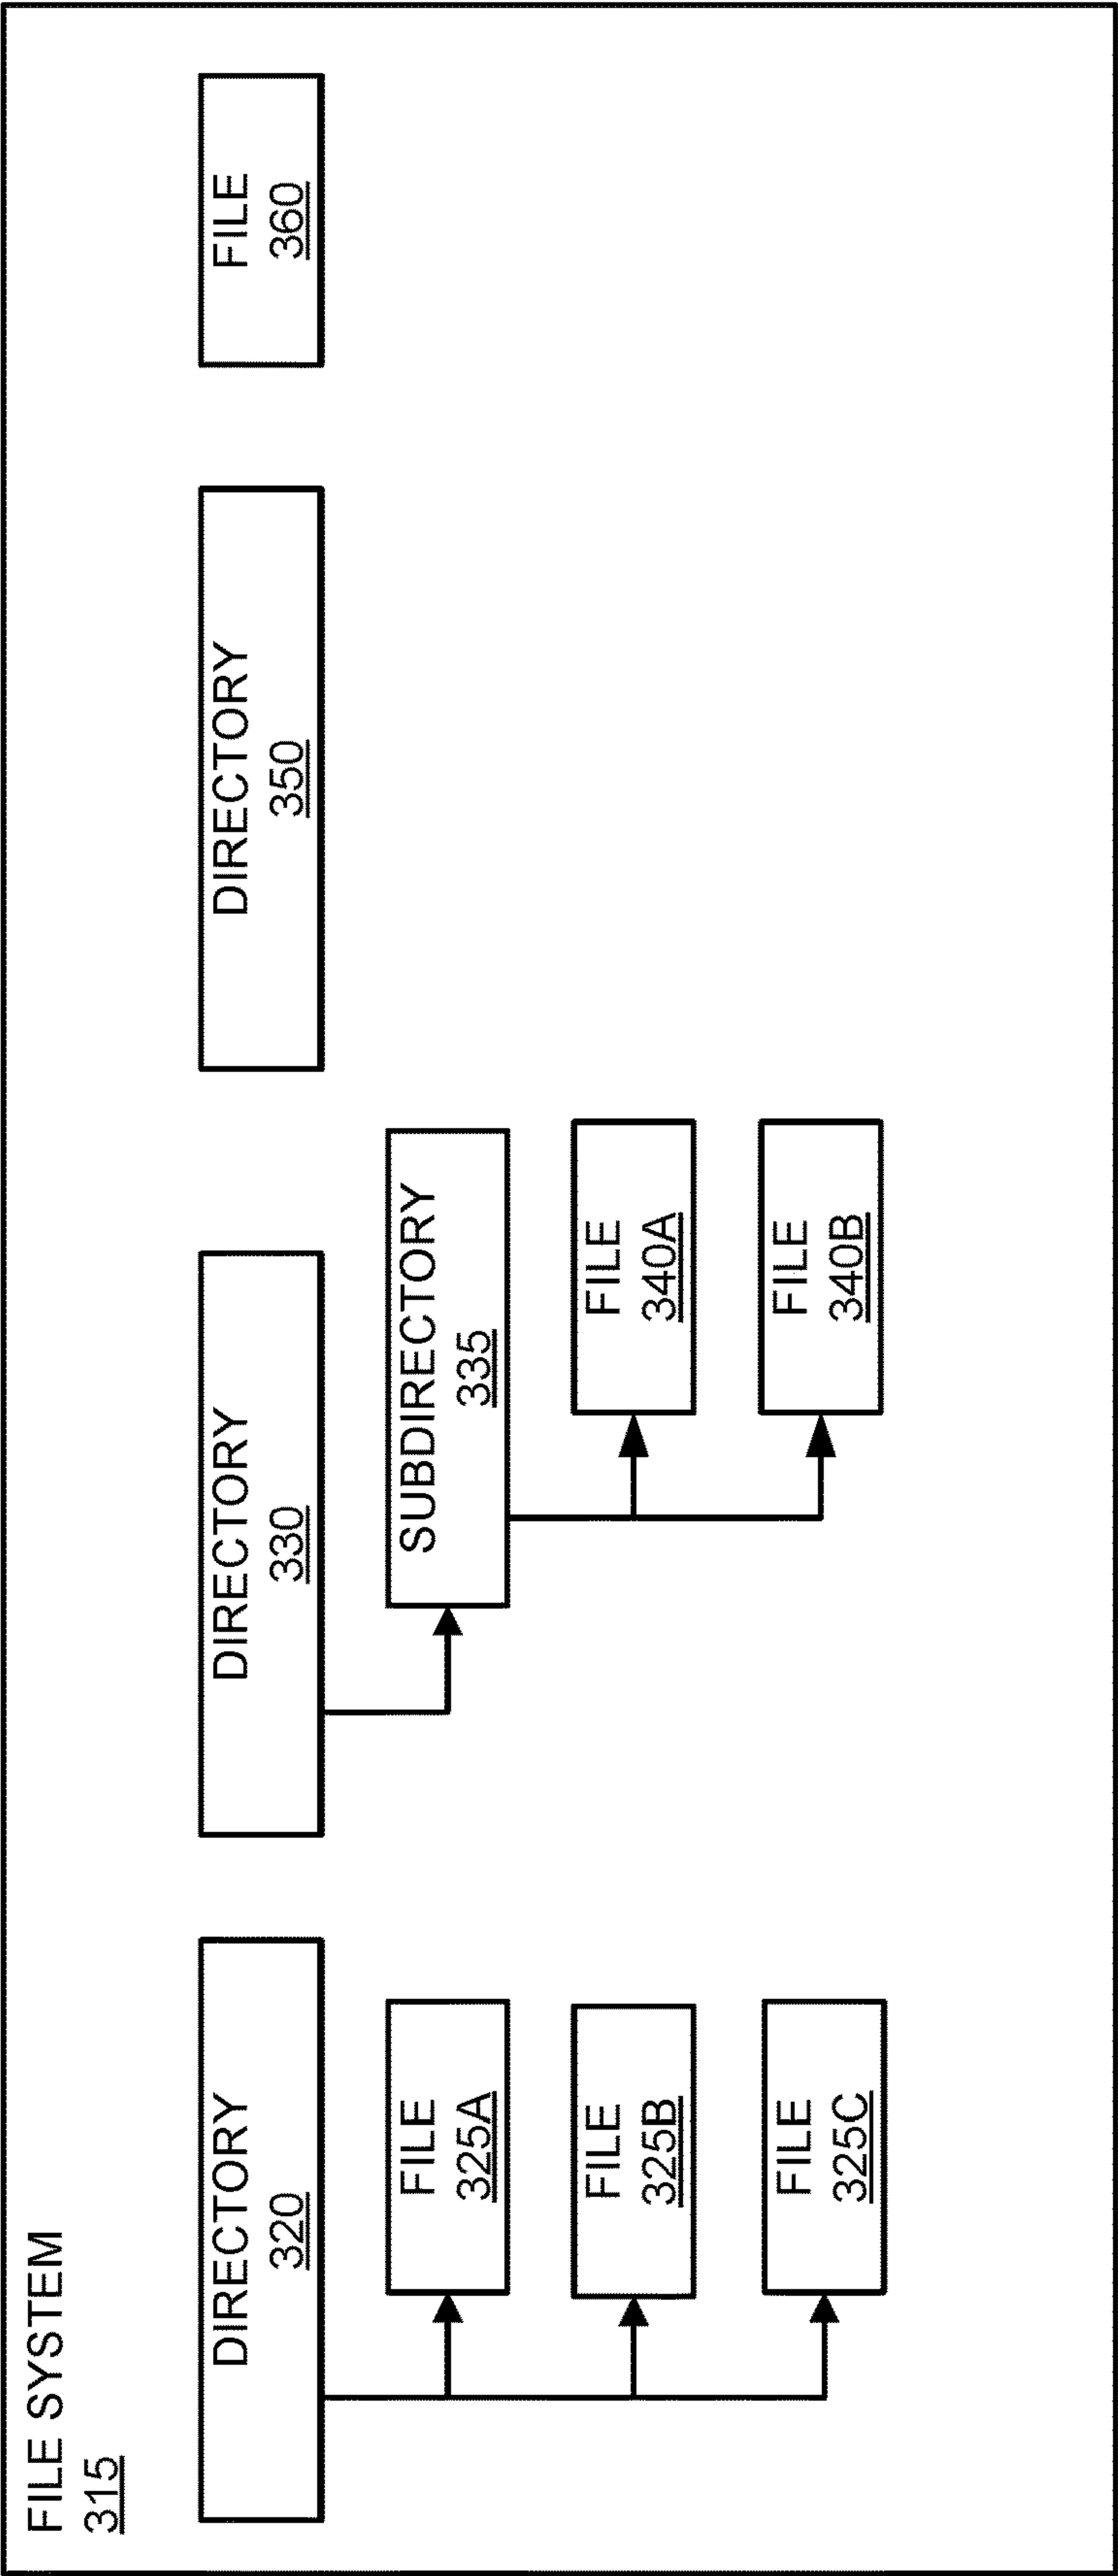 FILE SYSTEM
315
DIRECTORY
320
FILE
325A
FILE
325B
FILE
325C
DIRECTORY
330
SUBDIRECTORY
335
FILE
340A
FILE
340B
DIRECTORY
350
FILE
360